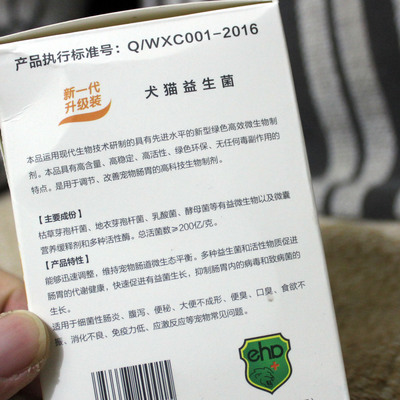 产品执行标准号：Q/WXC001-2016
新一代
升级装
犬猫益生菌
本品运用现代生物技术研制的具有先进水平的新型绿色高效微生物制
剂。本品具有高含量、高稳定、高活性、绿色环保、无任何毒副作用的
特点。是用于调节、改善宠物肠胃的高科技生物制剂。
【主要成份】
枯草芽孢杆菌、地衣芽孢杆菌、乳酸菌、酵母菌等有益微生物以及微囊
营养缓释剂和多种活性酶。总活菌数≥200亿/克。
【产品特性】
能够迅速调整，维持宠物肠道微生态平衡。多种益生菌和活性物质促进
肠胃的代谢健康，快速促进有益菌生长，抑制肠胃内的病毒和致病菌的
生长。
适用于细菌性肠炎、腹泻、便秘、大便不成形、便臭、口臭、食欲不
振、消化不良、免疫力低、应激反应等宠物常见问题。
ehd